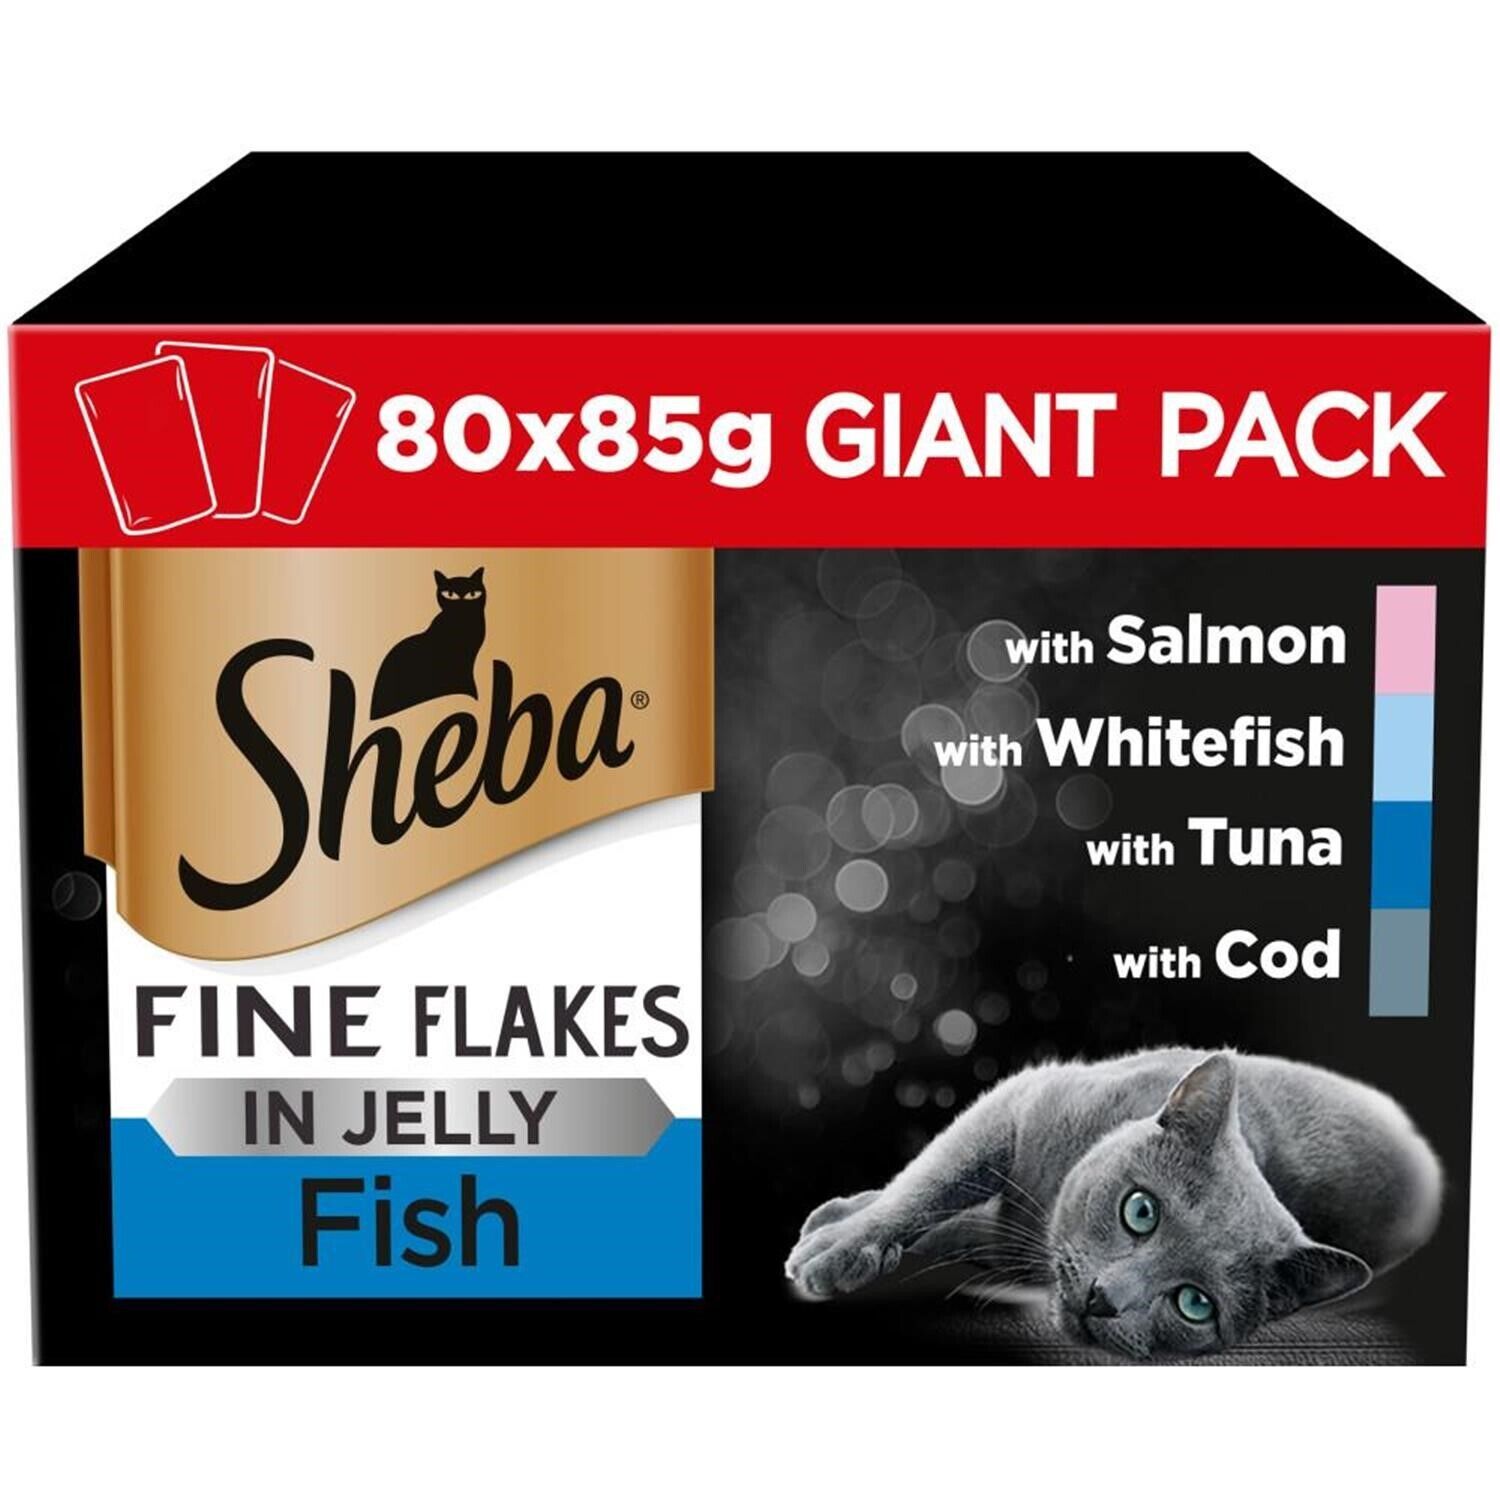 80x85g GIANT PACK
Sheba®
FINE FLAKES
IN JELLY
Fish
with Salmon
with Whitefish
with Tuna
with Cod